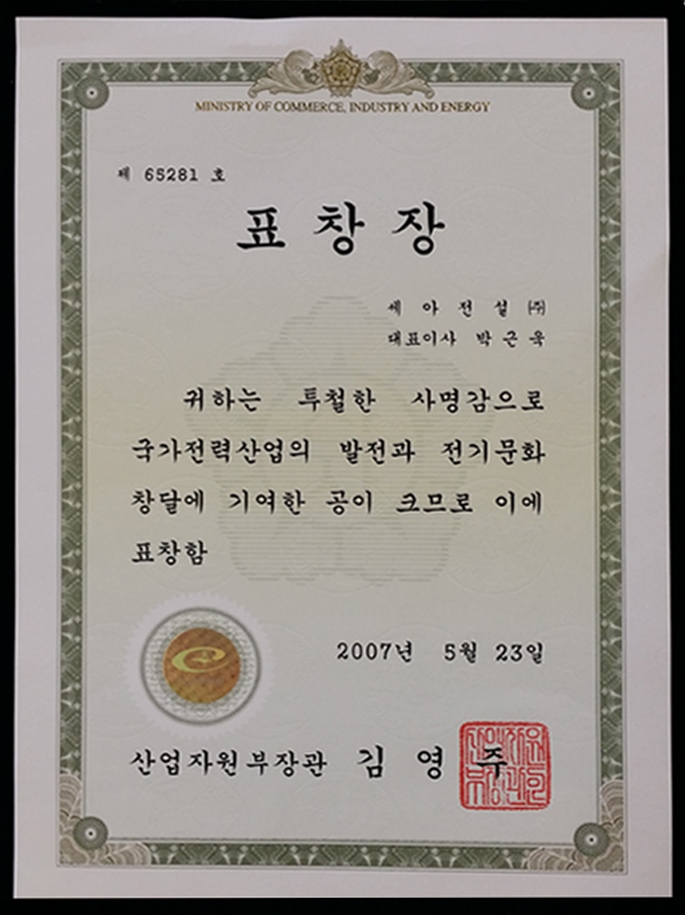 MINISTRY OF COMMERCE, INDUSTRY AND ENERGY
제 65281 호
표 창 장
세 아 전 설 ㈜
대표이사 박 근 욱
귀하는 투철한 사명감으로
국가전력산업의 발전과 전기문화
창달에 기여한 공이 크므로 이에
표창함
2007년 5월 23일
산업자원부장관 김 영 주